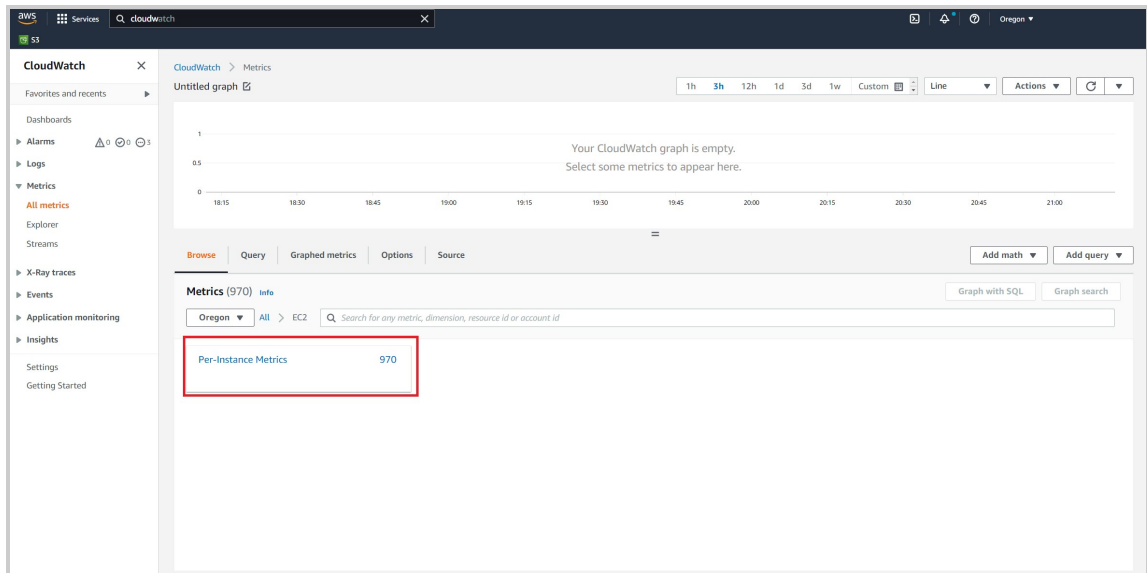 aws Services cloudwatch Oregon
S3
CloudWatch
Favorites and recents
Dashboards
Alarms 0 0 3
Logs
Metrics
All metrics
Explorer
Streams
X-Ray traces
Events
Application monitoring
Insights
Settings
Getting Started
CloudWatch > Metrics
Untitled graph 1h 3h 12h 1d 3d 1w Custom Line Actions
1
0.5
0
Your CloudWatch graph is empty.
Select some metrics to appear here.
18:15 18:30 18:45 19:00 19:15 19:30 19:45 20:00 20:15 20:30 20:45 21:00
Browse Query Graphed metrics Options Source Add math Add query
Metrics (970) Info Graph with SQL Graph search
Oregon All > EC2 Search for any metric, dimension, resource id or account id
Per-Instance Metrics 970